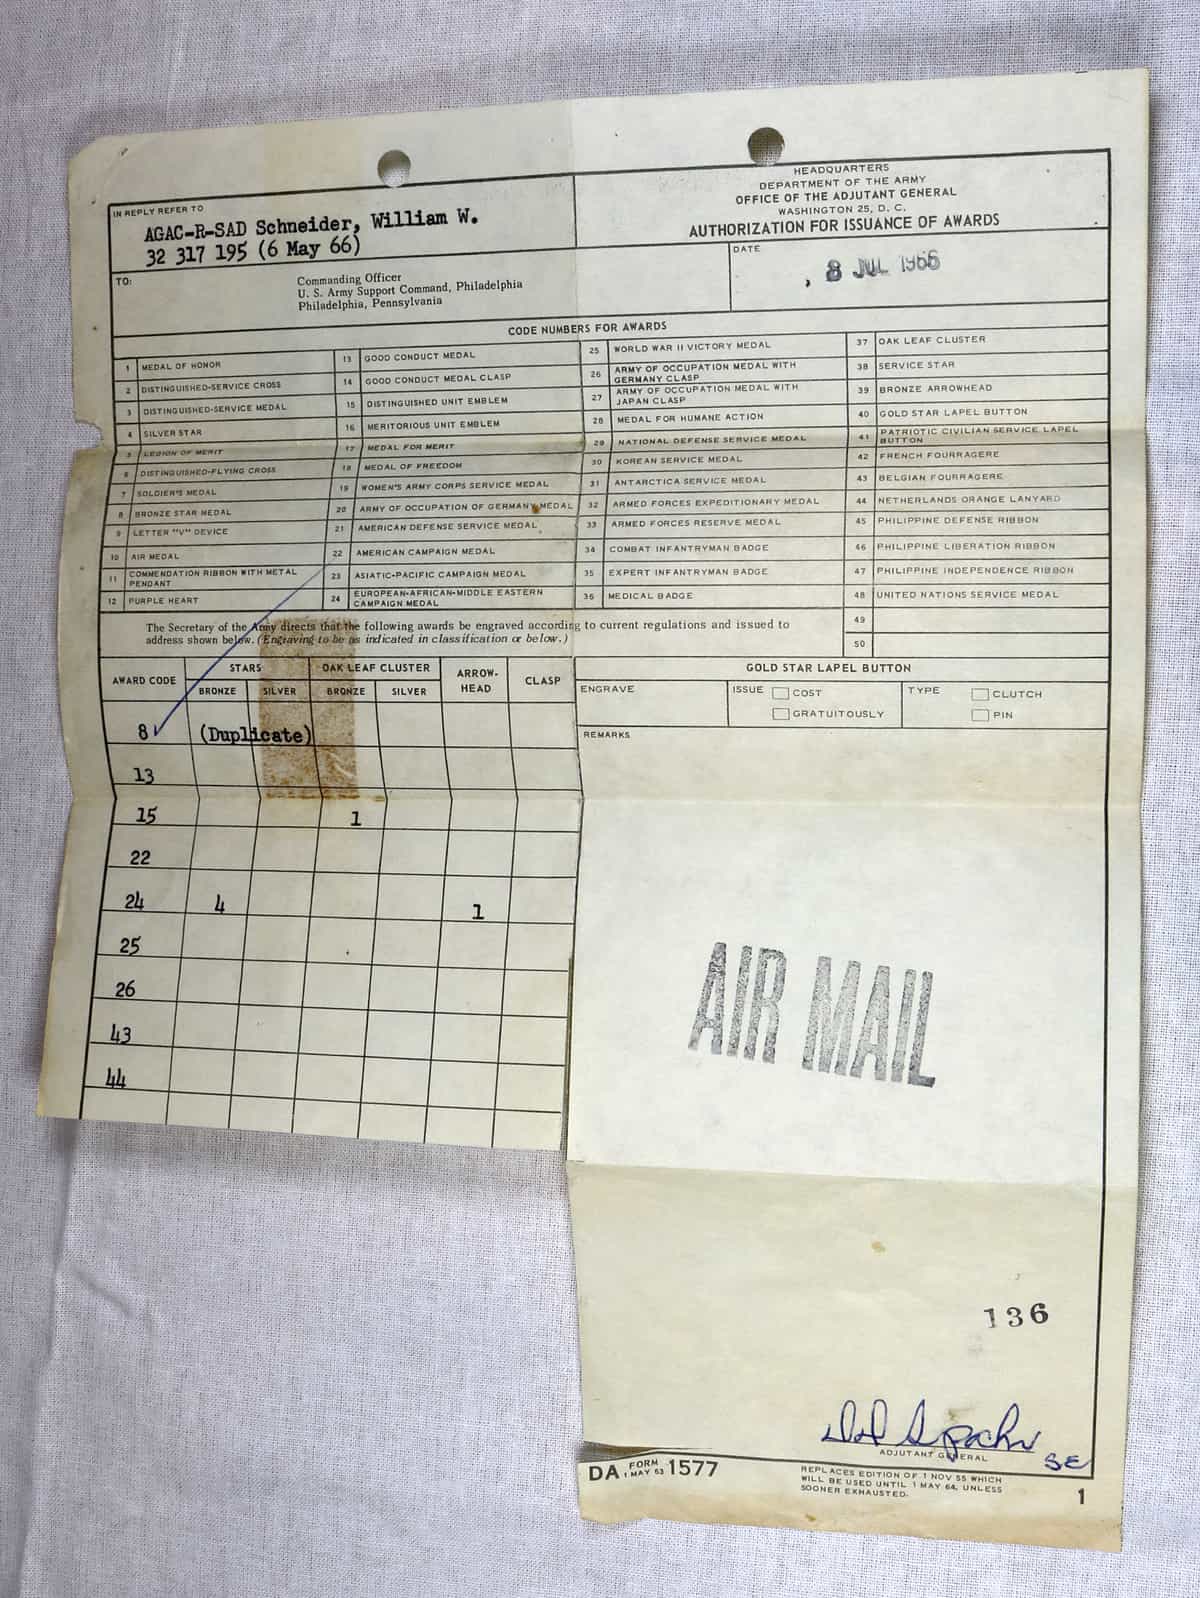 IN REPLY REFER TO
AGAC-R-SAD Schneider, William W.
32 317 195 (6 May 66)
HEADQUARTERS
DEPARTMENT OF THE ARMY
OFFICE OF THE ADJUTANT GENERAL
WASHINGTON 25, D. C.
AUTHORIZATION FOR ISSUANCE OF AWARDS
TO:
Commanding Officer
U. S. Army Support Command, Philadelphia
Philadelphia, Pennsylvania
DATE
8 JUL 1966
CODE NUMBERS FOR AWARDS
1 MEDAL OF HONOR
2 DISTINGUISHED-SERVICE CROSS
3 DISTINGUISHED-SERVICE MEDAL
4 SILVER STAR
5 LEGION OF MERIT
6 DISTINGUISHED-FLYING CROSS
7 SOLDIER'S MEDAL
8 BRONZE STAR MEDAL
9 LETTER "V" DEVICE
10 AIR MEDAL
11 COMMENDATION RIBBON WITH METAL
PENDANT
12 PURPLE HEART
13 GOOD CONDUCT MEDAL
14 GOOD CONDUCT MEDAL CLASP
15 DISTINGUISHED UNIT EMBLEM
16 MERITORIOUS UNIT EMBLEM
17 MEDAL FOR MERIT
18 MEDAL OF FREEDOM
19 WOMEN'S ARMY CORPS SERVICE MEDAL
20 ARMY OF OCCUPATION OF GERMANY MEDAL
21 AMERICAN DEFENSE SERVICE MEDAL
22 AMERICAN CAMPAIGN MEDAL
23 ASIATIC-PACIFIC CAMPAIGN MEDAL
24 EUROPEAN-AFRICAN-MIDDLE EASTERN
CAMPAIGN MEDAL
25 WORLD WAR II VICTORY MEDAL
26 ARMY OF OCCUPATION MEDAL WITH
GERMANY CLASP
27 ARMY OF OCCUPATION MEDAL WITH
JAPAN CLASP
28 MEDAL FOR HUMANE ACTION
29 NATIONAL DEFENSE SERVICE MEDAL
30 KOREAN SERVICE MEDAL
31 ANTARCTICA SERVICE MEDAL
32 ARMED FORCES EXPEDITIONARY MEDAL
33 ARMED FORCES RESERVE MEDAL
34 COMBAT INFANTRYMAN BADGE
35 EXPERT INFANTRYMAN BADGE
36 MEDICAL BADGE
37 OAK LEAF CLUSTER
38 SERVICE STAR
39 BRONZE ARROWHEAD
40 GOLD STAR LAPEL BUTTON
41 PATRIOTIC CIVILIAN SERVICE LAPEL
BUTTON
42 FRENCH FOURRAGERE
43 BELGIAN FOURRAGERE
44 NETHERLANDS ORANGE LANYARD
45 PHILIPPINE DEFENSE RIBBON
46 PHILIPPINE LIBERATION RIBBON
47 PHILIPPINE INDEPENDENCE RIBBON
48 UNITED NATIONS SERVICE MEDAL
49
50
The Secretary of the Army directs that the following awards be engraved according to current regulations and issued to
address shown below. (Engraving to be as indicated in classification or below.)
AWARD CODE STARS OAK LEAF CLUSTER ARROW-
HEAD CLASP
BRONZE SILVER BRONZE SILVER
8 (Duplicate)
13
15 1
22
24 4 1
25
26
43
44
GOLD STAR LAPEL BUTTON
ENGRAVE
ISSUE COST
GRATUITOUSLY
TYPE CLUTCH
PIN
REMARKS
AIR MAIL
136
ADJUTANT GENERAL
SE
DA FORM 1 MAY 63 1577
REPLACES EDITION OF 1 NOV 55 WHICH
WILL BE USED UNTIL 1 MAY 64, UNLESS
SOONER EXHAUSTED.
1